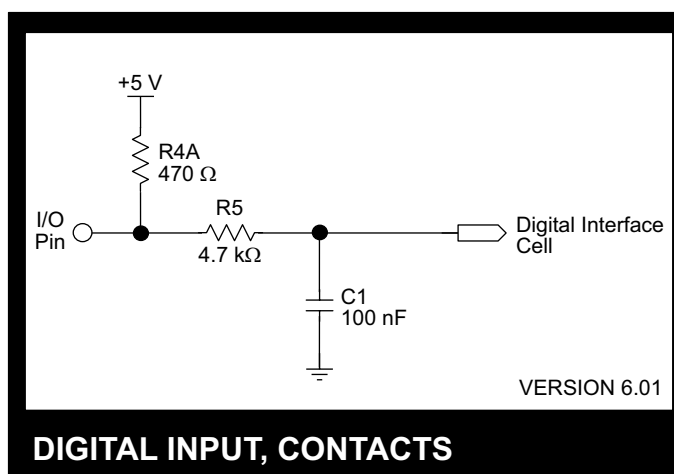 +5 V
R4A
470 Ω
I/O
Pin
R5
4.7 kΩ
Digital Interface
Cell
C1
100 nF
VERSION 6.01
DIGITAL INPUT, CONTACTS